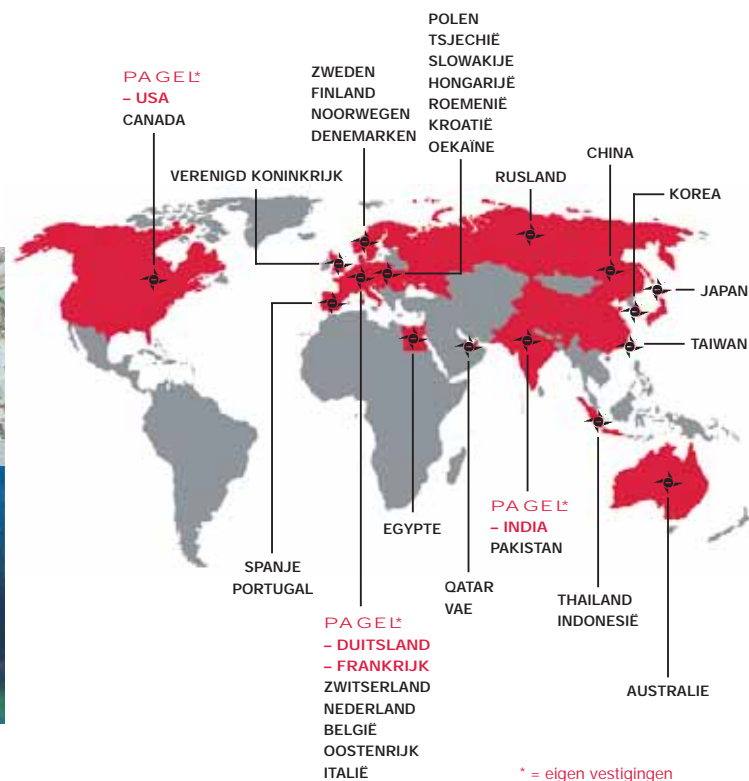 PAGEL*
– USA
CANADA
VERENIGD KONINKRIJK
ZWEDEN
FINLAND
NOORWEGEN
DENEMARKEN
POLEN
TSJECHIË
SLOWAKIJE
HONGARIJË
ROEMENIË
KROATIË
OEKAÏNE
RUSLAND
CHINA
KOREA
JAPAN
TAIWAN
SPANJE
PORTUGAL
PAGEL*
– DUITSLAND
– FRANKRIJK
ZWITSERLAND
NEDERLAND
BELGIË
OOSTENRIJK
ITALIË
EGYPTE
QATAR
VAE
PAGEL*
– INDIA
PAKISTAN
THAILAND
INDONESIË
AUSTRALIE
* = eigen vestigingen